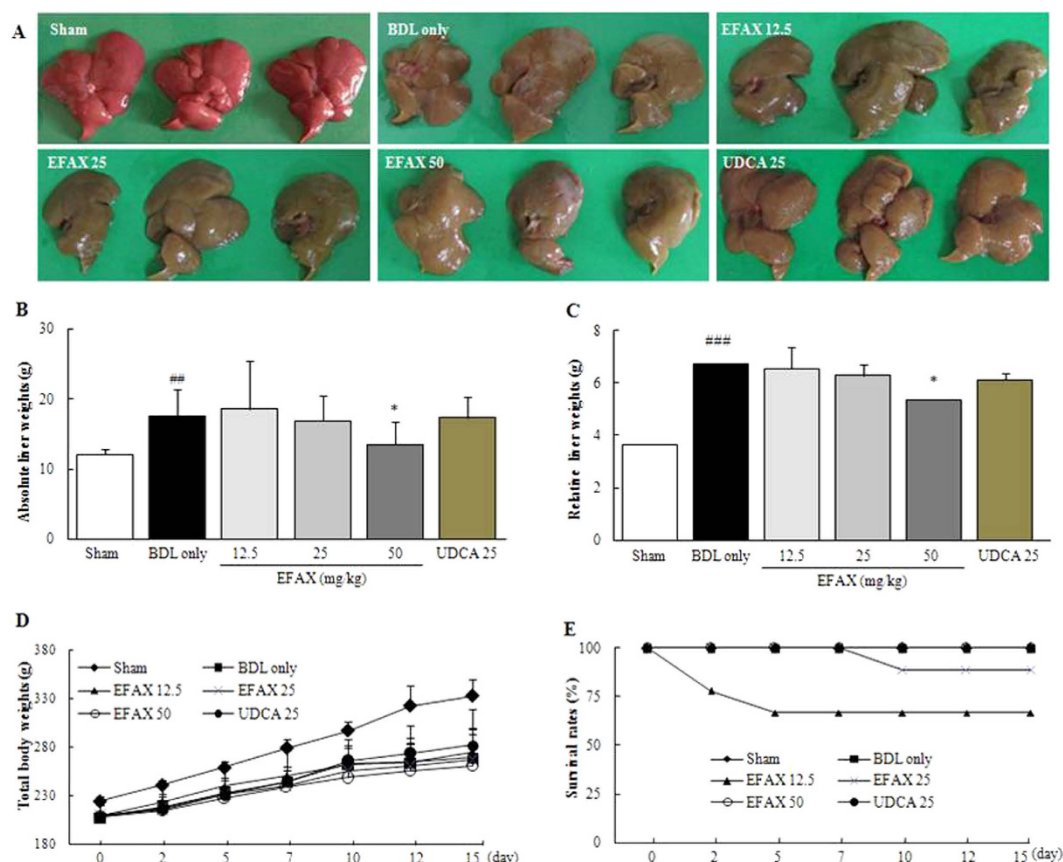 A
Sham
BDL only
EFAX 12.5
EFAX 25
EFAX 50
UDCA 25
B
Absolute liner weights (g)
30
20
10
0
##
*
Sham
BDL only
12.5
25
50
UDCA 25
EFAX (mg/kg)
C
Relative liner weights (g)
8
6
4
2
0
###
*
Sham
BDL only
12.5
25
50
UDCA 25
EFAX (mg/kg)
D
Total body weights (g)
380
330
280
230
180
Sham
BDL only
EFAX 12.5
EFAX 25
EFAX 50
UDCA 25
0 2 5 7 10 12 15 (day)
E
Survival rates (%)
100
75
50
25
0
Sham
BDL only
EFAX 12.5
EFAX 25
EFAX 50
UDCA 25
0 2 5 7 10 12 15 (day)